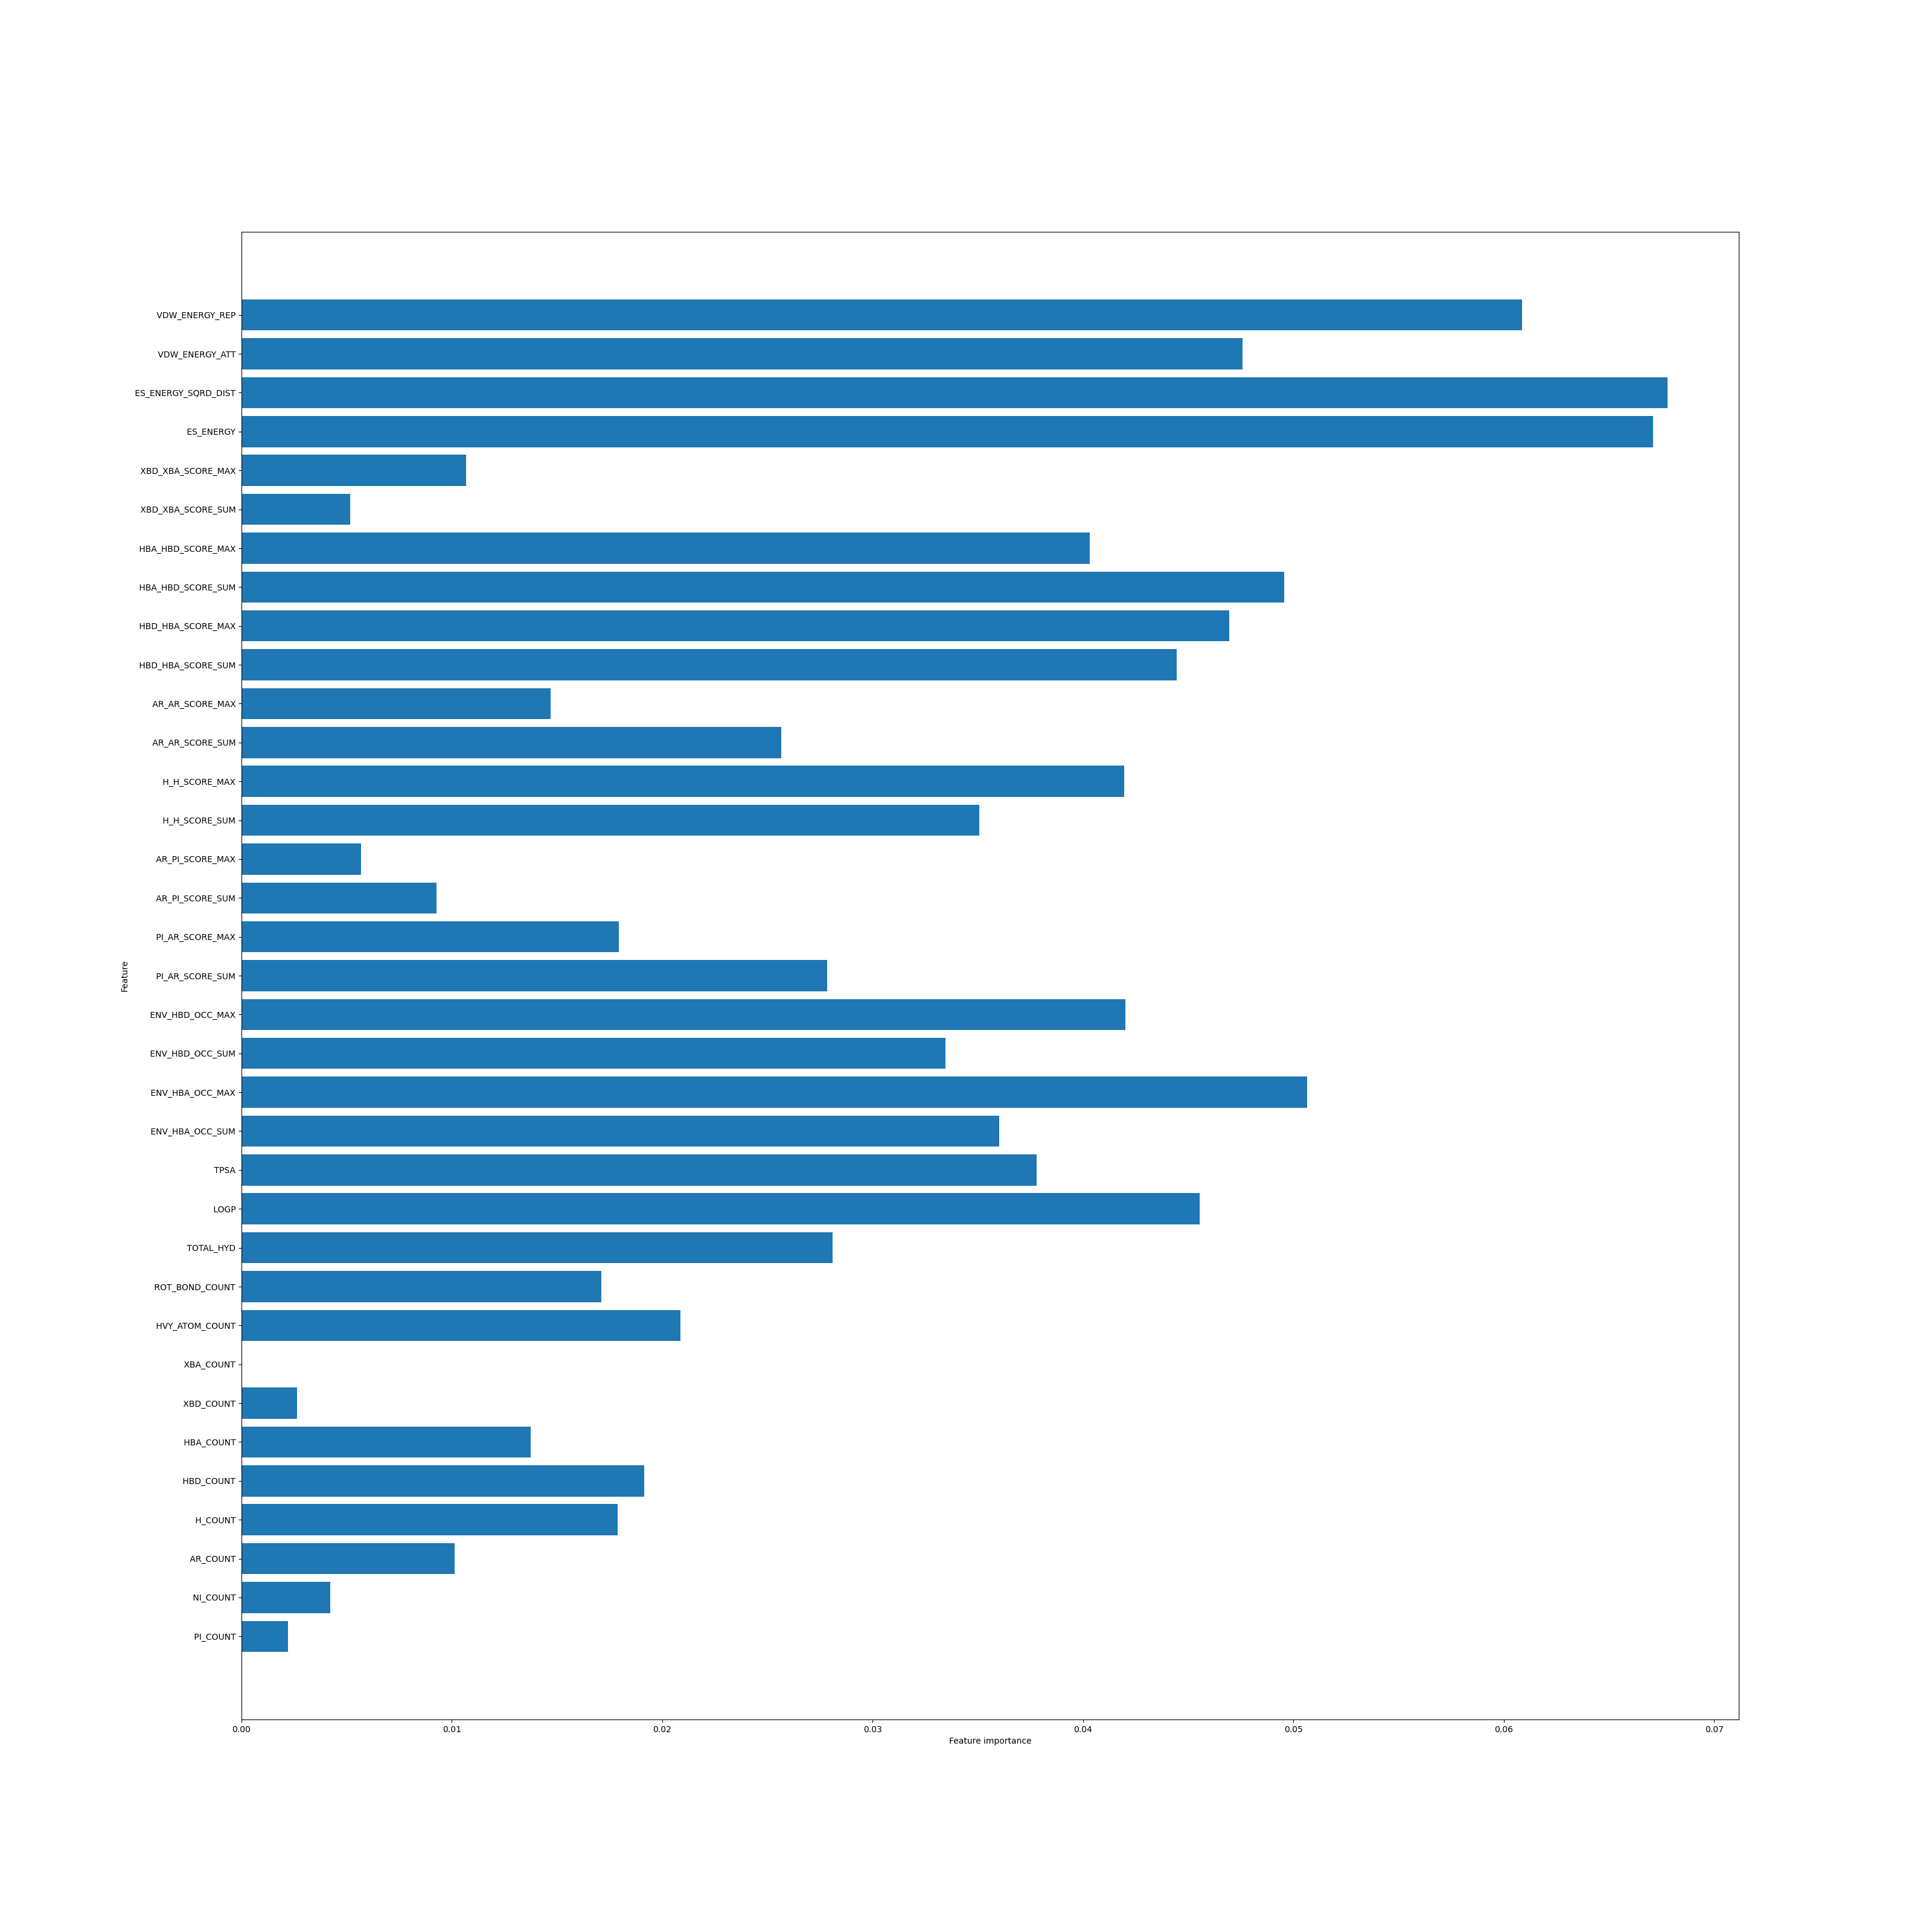 VDW_ENERGY_REP
VDW_ENERGY_ATT
ES_ENERGY_SQRD_DIST
ES_ENERGY
XBD_XBA_SCORE_MAX
XBD_XBA_SCORE_SUM
HBA_HBD_SCORE_MAX
HBA_HBD_SCORE_SUM
HBD_HBA_SCORE_MAX
HBD_HBA_SCORE_SUM
AR_AR_SCORE_MAX
AR_AR_SCORE_SUM
H_H_SCORE_MAX
H_H_SCORE_SUM
AR_PI_SCORE_MAX
AR_PI_SCORE_SUM
PI_AR_SCORE_MAX
PI_AR_SCORE_SUM
ENV_HBD_OCC_MAX
ENV_HBD_OCC_SUM
ENV_HBA_OCC_MAX
ENV_HBA_OCC_SUM
TPSA
LOGP
TOTAL_HYD
ROT_BOND_COUNT
HVY_ATOM_COUNT
XBA_COUNT
XBD_COUNT
HBA_COUNT
HBD_COUNT
H_COUNT
AR_COUNT
NI_COUNT
PI_COUNT
Feature
0.00 0.01 0.02 0.03 0.04 0.05 0.06 0.07
Feature importance